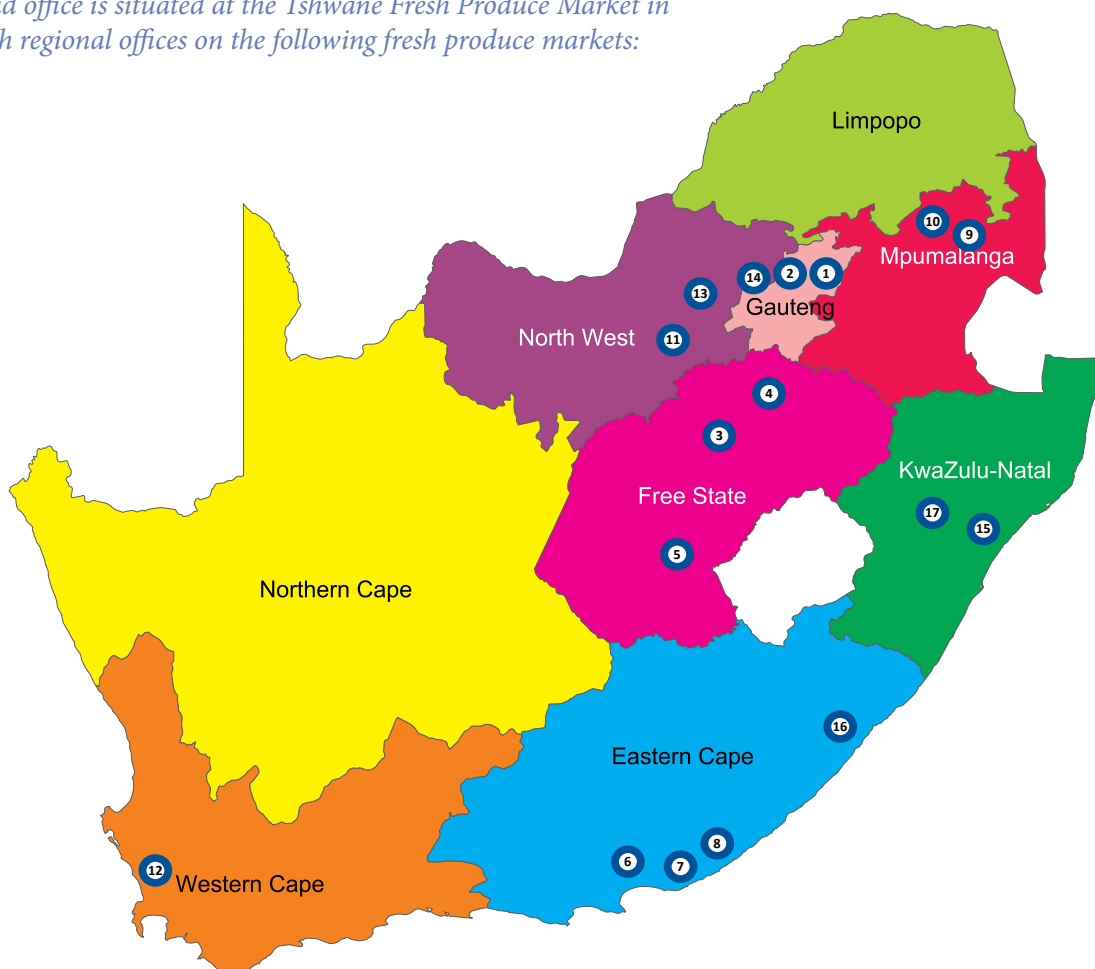 d office is situated at the Tshwane Fresh Produce Market in
h regional offices on the following fresh produce markets:
Limpopo
10
9
Mpumalanga
14
2
1
13
Gauteng
North West
11
4
3
KwaZulu-Natal
Free State
17
15
5
Northern Cape
16
Eastern Cape
8
6
7
12
Western Cape